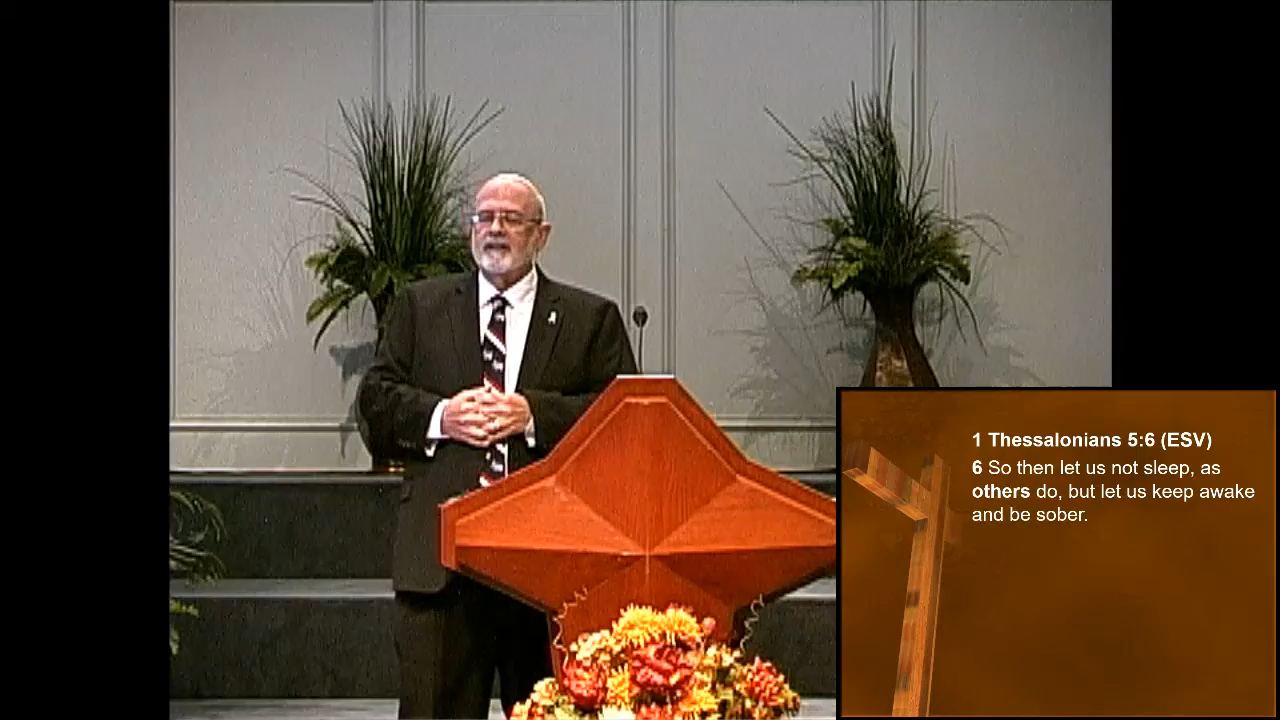 1 Thessalonians 5:6 (ESV)
6 So then let us not sleep, as
others do, but let us keep awake
and be sober.